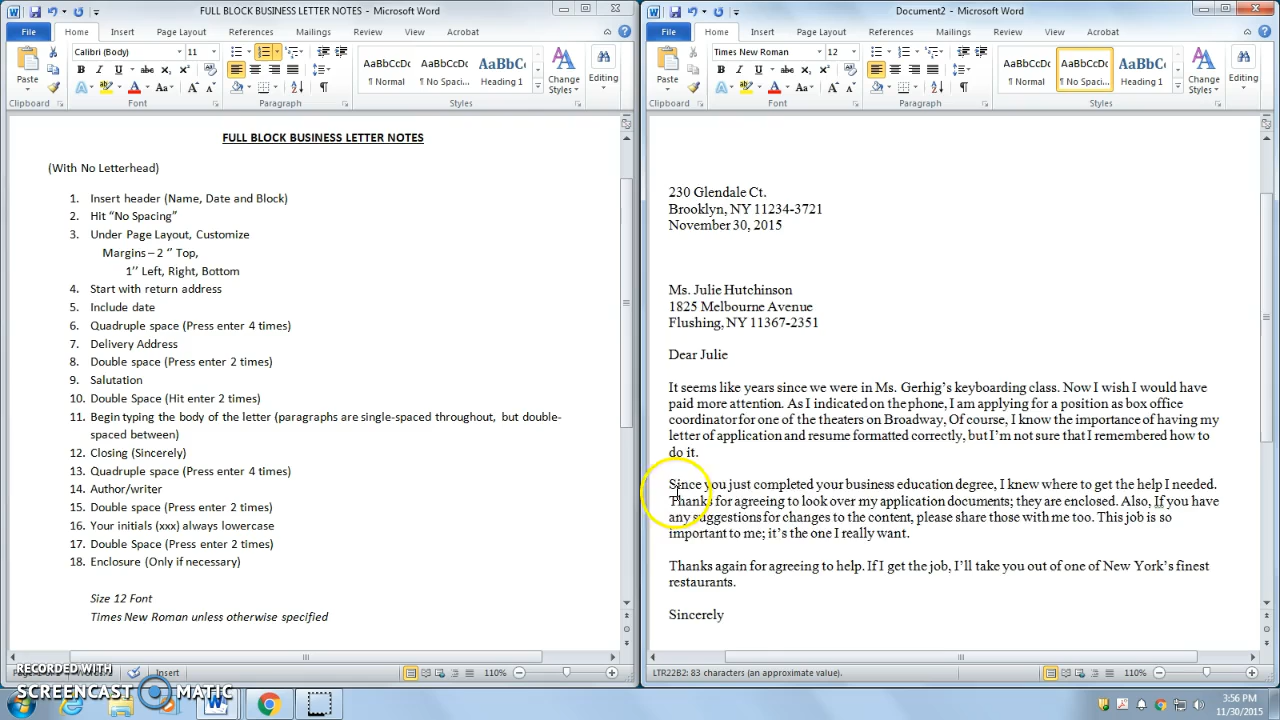 FULL BLOCK BUSINESS LETTER NOTES - Microsoft Word
File Home Insert Page Layout References Mailings Review View Acrobat
Calibri (Body) 11
Paste
AaBbCcDc AaBbCcDc AaBbCc
¶ Normal ¶ No Spaci... Heading 1
Change Styles
Editing
Clipboard Font Paragraph Styles
FULL BLOCK BUSINESS LETTER NOTES
(With No Letterhead)
1. Insert header (Name, Date and Block)
2. Hit “No Spacing”
3. Under Page Layout, Customize
Margins – 2 ‘’ Top,
1’’ Left, Right, Bottom
4. Start with return address
5. Include date
6. Quadruple space (Press enter 4 times)
7. Delivery Address
8. Double space (Press enter 2 times)
9. Salutation
10. Double Space (Hit enter 2 times)
11. Begin typing the body of the letter (paragraphs are single-spaced throughout, but double-
spaced between)
12. Closing (Sincerely)
13. Quadruple space (Press enter 4 times)
14. Author/writer
15. Double space (Press enter 2 times)
16. Your initials (xxx) always lowercase
17. Double Space (Press enter 2 times)
18. Enclosure (Only if necessary)
Size 12 Font
Times New Roman unless otherwise specified
Insert
110%
RECORDED WITH
SCREENCAST MATIC
Document2 - Microsoft Word
File Home Insert Page Layout References Mailings Review View Acrobat
Times New Roman 12
Paste
AaBbCcDc AaBbCcDc AaBbCc
¶ Normal ¶ No Spaci... Heading 1
Change Styles
Editing
Clipboard Font Paragraph Styles
230 Glendale Ct.
Brooklyn, NY 11234-3721
November 30, 2015
Ms. Julie Hutchinson
1825 Melbourne Avenue
Flushing, NY 11367-2351
Dear Julie
It seems like years since we were in Ms. Gerhig’s keyboarding class. Now I wish I would have
paid more attention. As I indicated on the phone, I am applying for a position as box office
coordinator for one of the theaters on Broadway, Of course, I know the importance of having my
letter of application and resume formatted correctly, but I’m not sure that I remembered how to
do it.
Since you just completed your business education degree, I knew where to get the help I needed.
Thanks for agreeing to look over my application documents; they are enclosed. Also, If you have
any suggestions for changes to the content, please share those with me too. This job is so
important to me; it’s the one I really want.
Thanks again for agreeing to help. If I get the job, I’ll take you out of one of New York’s finest
restaurants.
Sincerely
LTR22B2: 83 characters (an approximate value).
110%
3:56 PM
11/30/2015